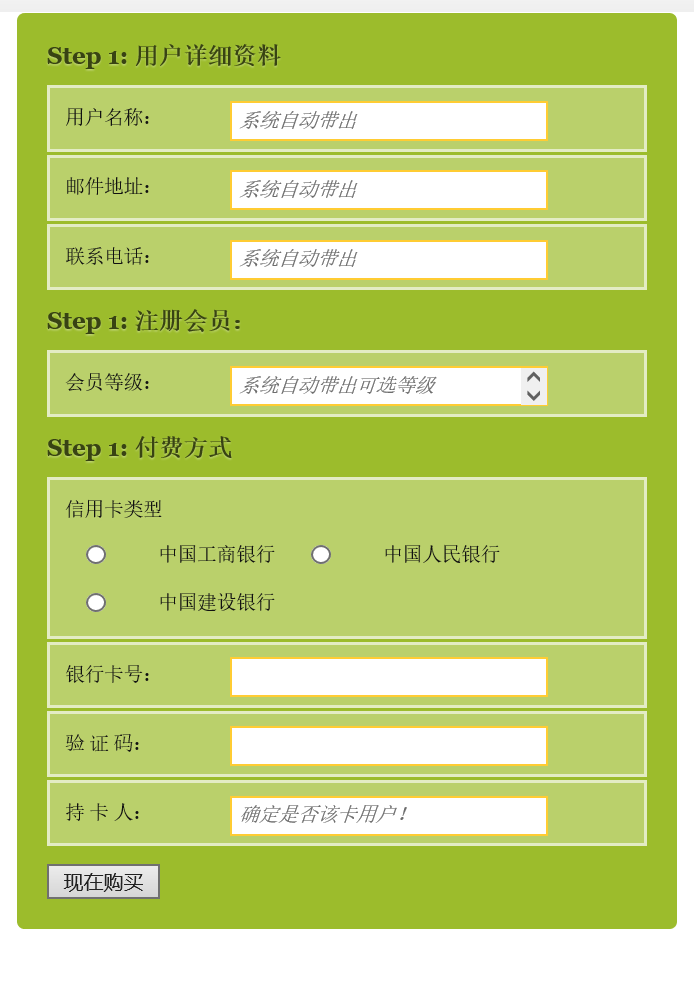 Step 1: 用户详细资料
用户名称： 系统自动带出
邮件地址： 系统自动带出
联系电话： 系统自动带出
Step 1: 注册会员：
会员等级： 系统自动带出可选等级
Step 1: 付费方式
信用卡类型
中国工商银行 中国人民银行
中国建设银行
银行卡号：
验 证 码：
持 卡 人： 确定是否该卡用户！
现在购买